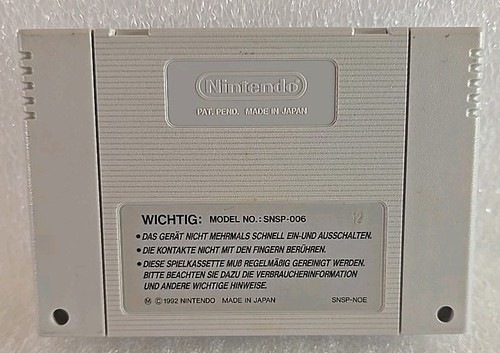 Nintendo®
PAT. PEND. MADE IN JAPAN
WICHTIG: MODEL NO.: SNSP-006 12
• DAS GERÄT NICHT MEHRMALS SCHNELL EIN-UND AUSSCHALTEN.
• DIE KONTAKTE NICHT MIT DEN FINGERN BERÜHREN.
• DIESE SPIELKASSETTE MUß REGELMÄßIG GEREINIGT WERDEN.
BITTE BEACHTEN SIE DAZU DIE VERBRAUCHERINFORMATION
UND ANDERE WICHTIGE HINWEISE.
Ⓜ © 1992 NINTENDO MADE IN JAPAN SNSP-NOE